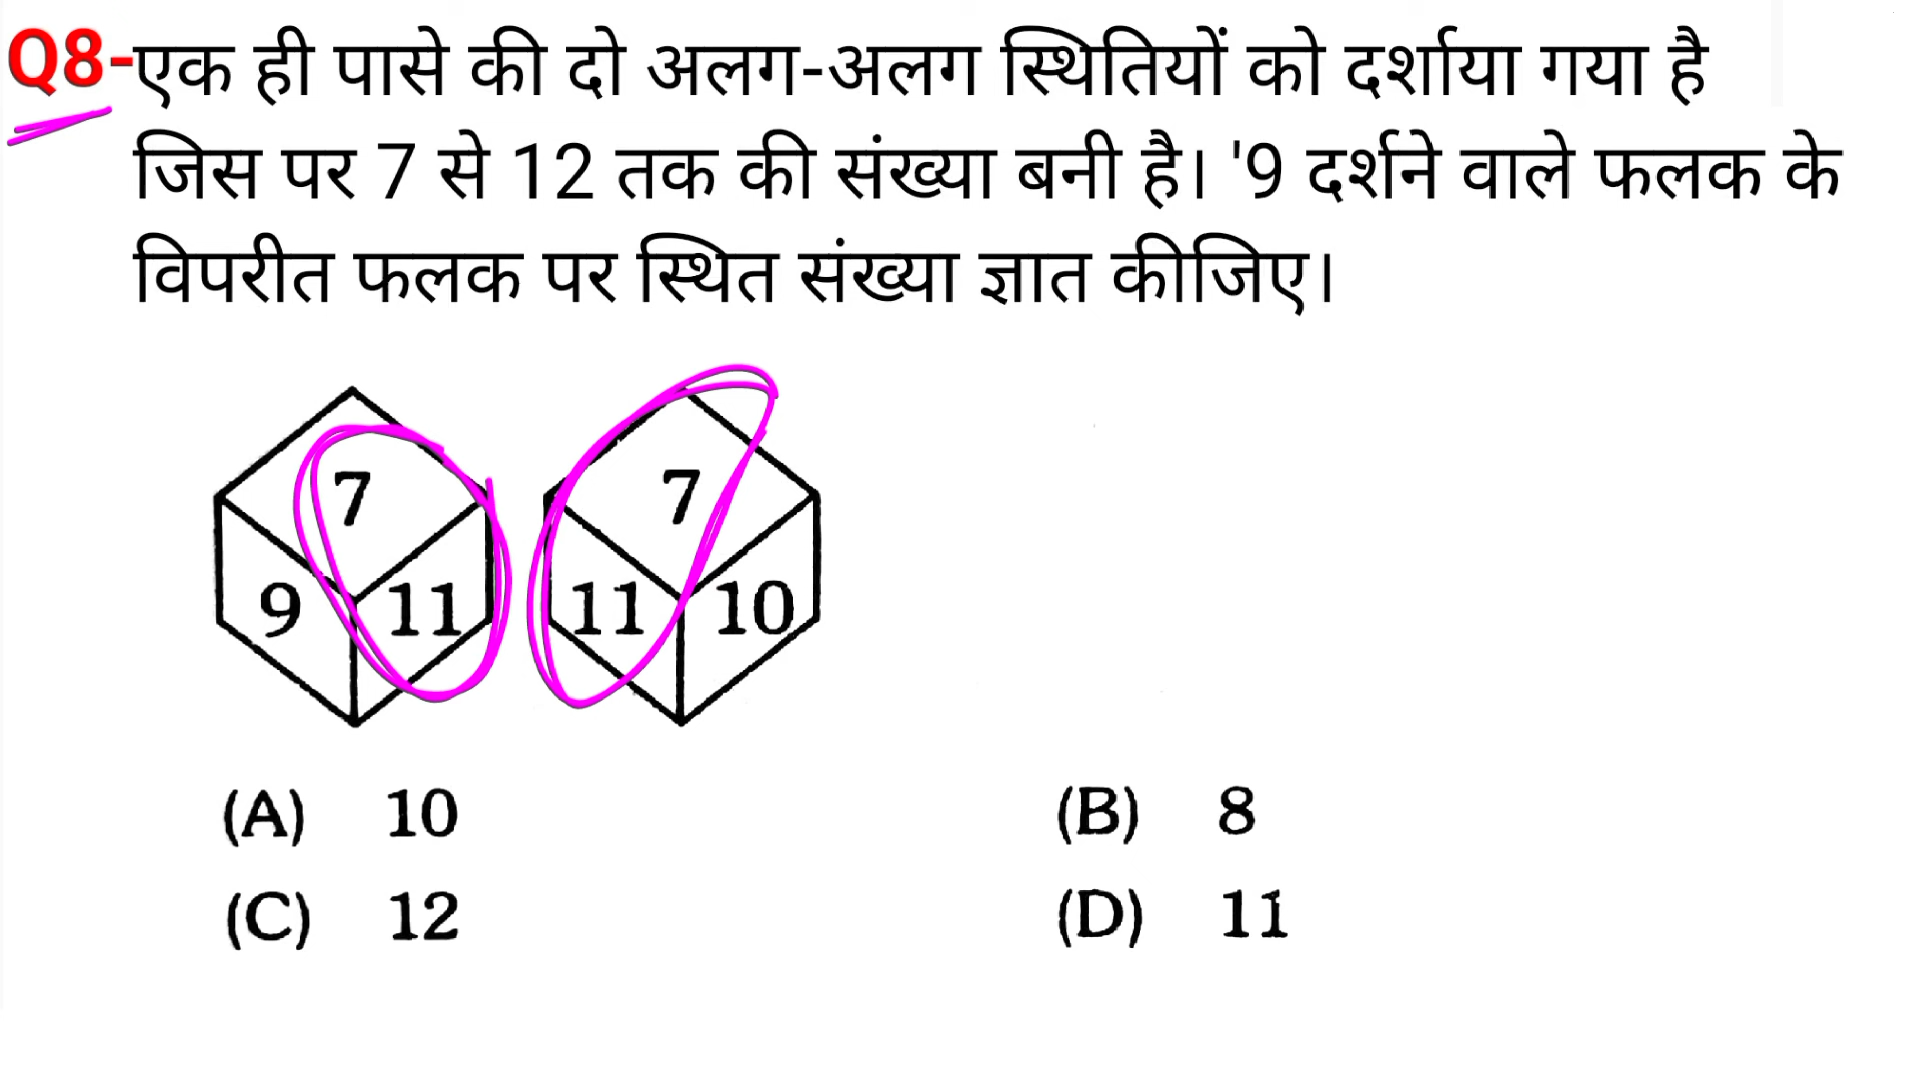 Q8-एक ही पासे की दो अलग-अलग स्थितियों को दर्शाया गया है
जिस पर 7 से 12 तक की संख्या बनी है। '9 दर्शने वाले फलक के
विपरीत फलक पर स्थित संख्या ज्ञात कीजिए।
7 7
9 11 11 10
(A) 10 (B) 8
(C) 12 (D) 11